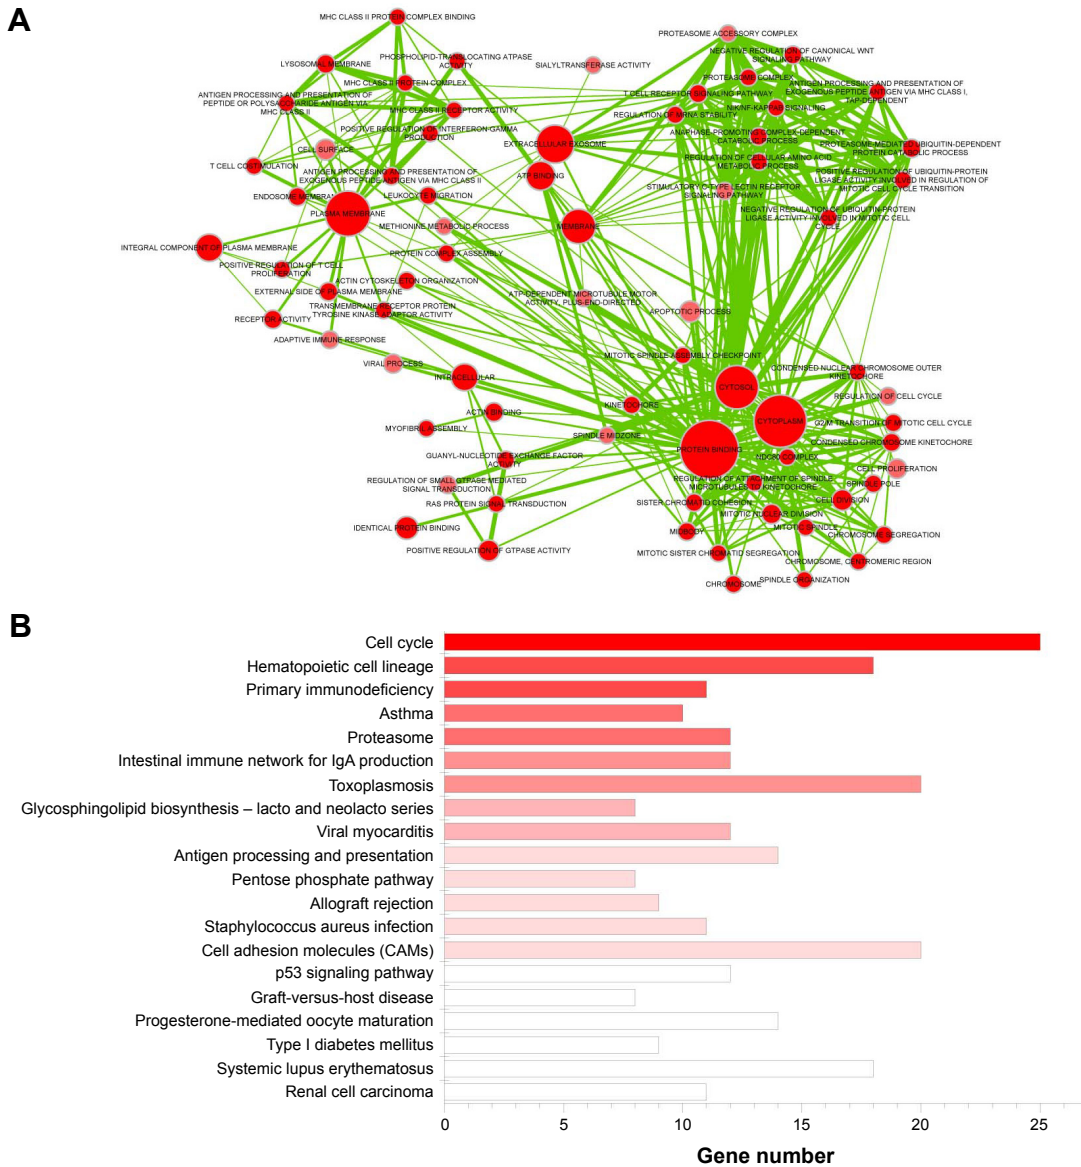 A
MHC CLASS II PROTEIN COMPLEX BINDING
PHOSPHOLIPID-TRANSLOCATING ATPASE
ACTIVITY
LYSOSOMAL MEMBRANE
SIALYLTRANSFERASE ACTIVITY
MHC CLASS II PROTEIN COMPLEX
ANTIGEN PROCESSING AND PRESENTATION OF
PEPTIDE OR POLYSACCHARIDE ANTIGEN VIA
MHC CLASS II
MHC CLASS II RECEPTOR ACTIVITY
POSITIVE REGULATION OF INTERFERON-GAMMA
PRODUCTION
CELL SURFACE
T CELL COSTIMULATION
ANTIGEN PROCESSING AND PRESENTATION OF
EXOGENOUS PEPTIDE ANTIGEN VIA MHC CLASS II
ENDOSOME MEMBRANE
LEUKOCYTE MIGRATION
PLASMA MEMBRANE
METHIONINE METABOLIC PROCESS
INTEGRAL COMPONENT OF PLASMA MEMBRANE
PROTEIN COMPLEX ASSEMBLY
POSITIVE REGULATION OF T CELL
PROLIFERATION
ACTIN CYTOSKELETON ORGANIZATION
EXTERNAL SIDE OF PLASMA MEMBRANE
TRANSMEMBRANE RECEPTOR PROTEIN
TYROSINE KINASE ADAPTOR ACTIVITY
RECEPTOR ACTIVITY
ADAPTIVE IMMUNE RESPONSE
VIRAL PROCESS
INTRACELLULAR
ACTIN BINDING
MYOFIBRIL ASSEMBLY
GUANYL-NUCLEOTIDE EXCHANGE FACTOR
ACTIVITY
REGULATION OF SMALL GTPASE MEDIATED
SIGNAL TRANSDUCTION
RAS PROTEIN SIGNAL TRANSDUCTION
IDENTICAL PROTEIN BINDING
POSITIVE REGULATION OF GTPASE ACTIVITY
EXTRACELLULAR EXOSOME
ATP BINDING
MEMBRANE
ATP-DEPENDENT MICROTUBULE MOTOR
ACTIVITY, PLUS-END-DIRECTED
APOPTOTIC PROCESS
MITOTIC SPINDLE ASSEMBLY CHECKPOINT
KINETOCHORE
SPINDLE MIDZONE
PROTEASOME ACCESSORY COMPLEX
NEGATIVE REGULATION OF CANONICAL WNT
SIGNALING PATHWAY
PROTEASOME COMPLEX
T CELL RECEPTOR SIGNALING PATHWAY
ANTIGEN PROCESSING AND PRESENTATION OF
EXOGENOUS PEPTIDE ANTIGEN VIA MHC CLASS I,
TAP-DEPENDENT
NIK/NF-KAPPAB SIGNALING
REGULATION OF MRNA STABILITY
ANAPHASE-PROMOTING COMPLEX-DEPENDENT
CATABOLIC PROCESS
PROTEASOME-MEDIATED UBIQUITIN-DEPENDENT
PROTEIN CATABOLIC PROCESS
REGULATION OF CELLULAR AMINO ACID
METABOLIC PROCESS
POSITIVE REGULATION OF UBIQUITIN-PROTEIN
LIGASE ACTIVITY INVOLVED IN REGULATION OF
MITOTIC CELL CYCLE TRANSITION
STIMULATORY C-TYPE LECTIN RECEPTOR
SIGNALING PATHWAY
NEGATIVE REGULATION OF UBIQUITIN-PROTEIN
LIGASE ACTIVITY INVOLVED IN MITOTIC CELL
CYCLE
CYTOSOL
CYTOPLASM
PROTEIN BINDING
CONDENSED NUCLEAR CHROMOSOME OUTER
KINETOCHORE
REGULATION OF CELL CYCLE
G2/M TRANSITION OF MITOTIC CELL CYCLE
CONDENSED CHROMOSOME KINETOCHORE
NDC80 COMPLEX
CELL PROLIFERATION
REGULATION OF ATTACHMENT OF SPINDLE
MICROTUBULES TO KINETOCHORE
SPINDLE POLE
SISTER CHROMATID COHESION
CELL DIVISION
MITOTIC NUCLEAR DIVISION
MIDBODY
MITOTIC SPINDLE
CHROMOSOME SEGREGATION
MITOTIC SISTER CHROMATID SEGREGATION
CHROMOSOME, CENTROMERIC REGION
CHROMOSOME
SPINDLE ORGANIZATION
B
Cell cycle
Hematopoietic cell lineage
Primary immunodeficiency
Asthma
Proteasome
Intestinal immune network for IgA production
Toxoplasmosis
Glycosphingolipid biosynthesis – lacto and neolacto series
Viral myocarditis
Antigen processing and presentation
Pentose phosphate pathway
Allograft rejection
Staphylococcus aureus infection
Cell adhesion molecules (CAMs)
p53 signaling pathway
Graft-versus-host disease
Progesterone-mediated oocyte maturation
Type I diabetes mellitus
Systemic lupus erythematosus
Renal cell carcinoma
0 5 10 15 20 25
Gene number